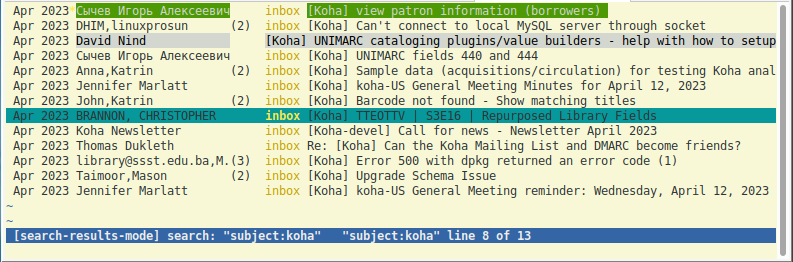 Apr 2023 Сычев Игорь Алексеевич inbox [Koha] view patron information (borrowers)
Apr 2023 DHIM,linuxprosun (2) inbox [Koha] Can't connect to local MySQL server through socket
Apr 2023 David Nind [Koha] UNIMARC cataloging plugins/value builders - help with how to setup
Apr 2023 Сычев Игорь Алексеевич inbox [Koha] UNIMARC fields 440 and 444
Apr 2023 Anna,Katrin (2) inbox [Koha] Sample data (acquisitions/circulation) for testing Koha anal
Apr 2023 Jennifer Marlatt inbox [Koha] koha-US General Meeting Minutes for April 12, 2023
Apr 2023 John,Katrin (2) inbox [Koha] Barcode not found - Show matching titles
Apr 2023 BRANNON, CHRISTOPHER inbox [Koha] TTEOTTV | S3E16 | Repurposed Library Fields
Apr 2023 Koha Newsletter inbox [Koha-devel] Call for news - Newsletter April 2023
Apr 2023 Thomas Dukleth inbox Re: [Koha] Can the Koha Mailing List and DMARC become friends?
Apr 2023 library@ssst.edu.ba,M.(3) inbox [Koha] Error 500 with dpkg returned an error code (1)
Apr 2023 Taimoor,Mason (2) inbox [Koha] Upgrade Schema Issue
Apr 2023 Jennifer Marlatt inbox [Koha] koha-US General Meeting reminder: Wednesday, April 12, 2023
~
~
[search-results-mode] search: "subject:koha" "subject:koha" line 8 of 13